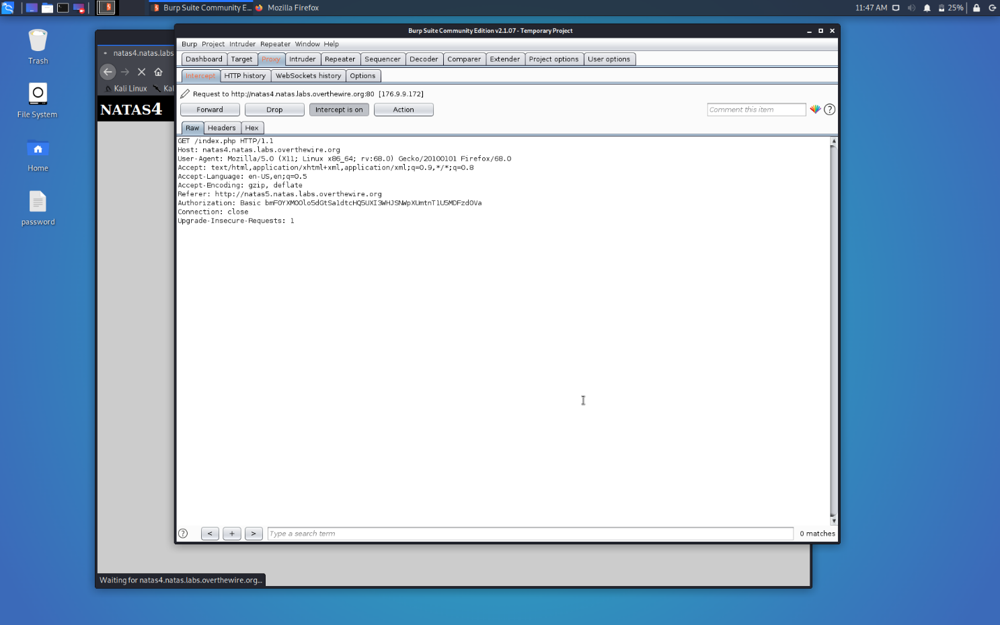 Burp Suite Community E...
Mozilla Firefox
11:47 AM
25%
Trash
File System
Home
password
natas4.natas.labs
Kali Linux
Kal
NATAS4
Waiting for natas4.natas.labs.overthewire.org...
Burp Suite Community Edition v2.1.07 - Temporary Project
Burp Project Intruder Repeater Window Help
Dashboard Target Proxy Intruder Repeater Sequencer Decoder Comparer Extender Project options User options
Intercept HTTP history WebSockets history Options
Request to http://natas4.natas.labs.overthewire.org:80 [176.9.9.172]
Forward Drop Intercept is on Action Comment this item ?
Raw Headers Hex
GET /index.php HTTP/1.1
Host: natas4.natas.labs.overthewire.org
User-Agent: Mozilla/5.0 (X11; Linux x86_64; rv:68.0) Gecko/20100101 Firefox/68.0
Accept: text/html,application/xhtml+xml,application/xml;q=0.9,*/*;q=0.8
Accept-Language: en-US,en;q=0.5
Accept-Encoding: gzip, deflate
Referer: http://natas5.natas.labs.overthewire.org
Authorization: Basic
Connection: close
Upgrade-Insecure-Requests: 1
? < + > Type a search term 0 matches